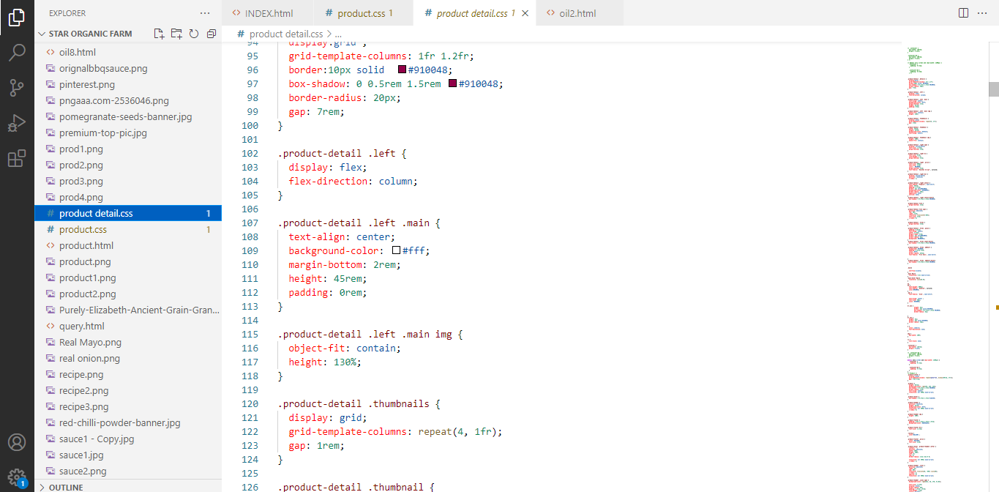 EXPLORER
STAR ORGANIC FARM
oil8.html
orignalbbqsauce.png
pinterest.png
pngaaa.com-2536046.png
pomegranate-seeds-banner.jpg
premium-top-pic.jpg
prod1.png
prod2.png
prod3.png
prod4.png
product detail.css 1
product.css 1
product.html
product.png
product1.png
product2.png
Purely-Elizabeth-Ancient-Grain-Gran...
query.html
Real Mayo.png
real onion.png
recipe.png
recipe2.png
recipe3.png
red-chilli-powder-banner.jpg
sauce1 - Copy.jpg
sauce1.jpg
sauce2.png
OUTLINE
1
INDEX.html
product.css 1
product detail.css 1
oil2.html
product detail.css > ...
94 display:grid ;
95 grid-template-columns: 1fr 1.2fr;
96 border:10px solid #910048;
97 box-shadow: 0 0.5rem 1.5rem #910048;
98 border-radius: 20px;
99 gap: 7rem;
100 }
101
102 .product-detail .left {
103 display: flex;
104 flex-direction: column;
105 }
106
107 .product-detail .left .main {
108 text-align: center;
109 background-color: #fff;
110 margin-bottom: 2rem;
111 height: 45rem;
112 padding: 0rem;
113 }
114
115 .product-detail .left .main img {
116 object-fit: contain;
117 height: 130%;
118 }
119
120 .product-detail .thumbnails {
121 display: grid;
122 grid-template-columns: repeat(4, 1fr);
123 gap: 1rem;
124 }
125
126 .product-detail .thumbnail {